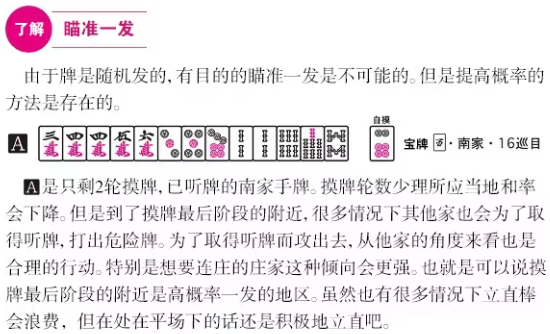 了解 瞄准一发
由于牌是随机发的,有目的的瞄准一发是不可能的。但是提高概率的
方法是存在的。
自摸
A 三萬 四萬 四萬 伍萬 六萬 宝牌 ·南家·16巡目
A是只剩2轮摸牌,已听牌的南家手牌。摸牌轮数少理所应当地和率
会下降。但是到了摸牌最后阶段的附近,很多情况下其他家也会为了取
得听牌,打出危险牌。为了取得听牌而攻出去,从他家的角度来看也是
合理的行动。特别是想要连庄的庄家这种倾向会更强。也就是可以说摸
牌最后阶段的附近是高概率一发的地区。虽然也有很多情况下立直棒
会浪费,但在处在平场下的话还是积极地立直吧。